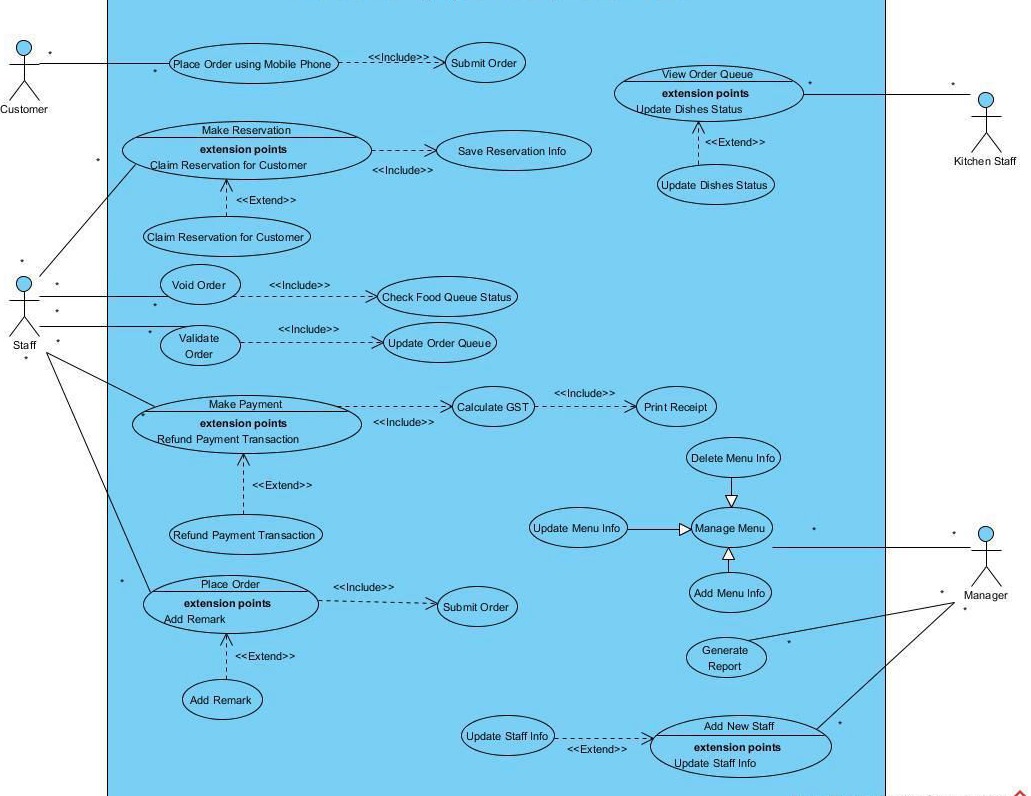 Customer
Place Order using Mobile Phone
<<Include>>
Submit Order
View Order Queue
extension points
Update Dishes Status
<<Extend>>
Update Dishes Status
Kitchen Staff
Make Reservation
extension points
Claim Reservation for Customer
<<Include>>
Save Reservation Info
<<Extend>>
Claim Reservation for Customer
Staff
Void Order
<<Include>>
Check Food Queue Status
Validate
Order
<<Include>>
Update Order Queue
Make Payment
extension points
Refund Payment Transaction
<<Include>>
Calculate GST
<<Include>>
Print Receipt
<<Extend>>
Refund Payment Transaction
Delete Menu Info
Update Menu Info
Manage Menu
Add Menu Info
Manager
Place Order
extension points
Add Remark
<<Include>>
Submit Order
<<Extend>>
Add Remark
Generate
Report
Update Staff Info
<<Extend>>
Add New Staff
extension points
Update Staff Info